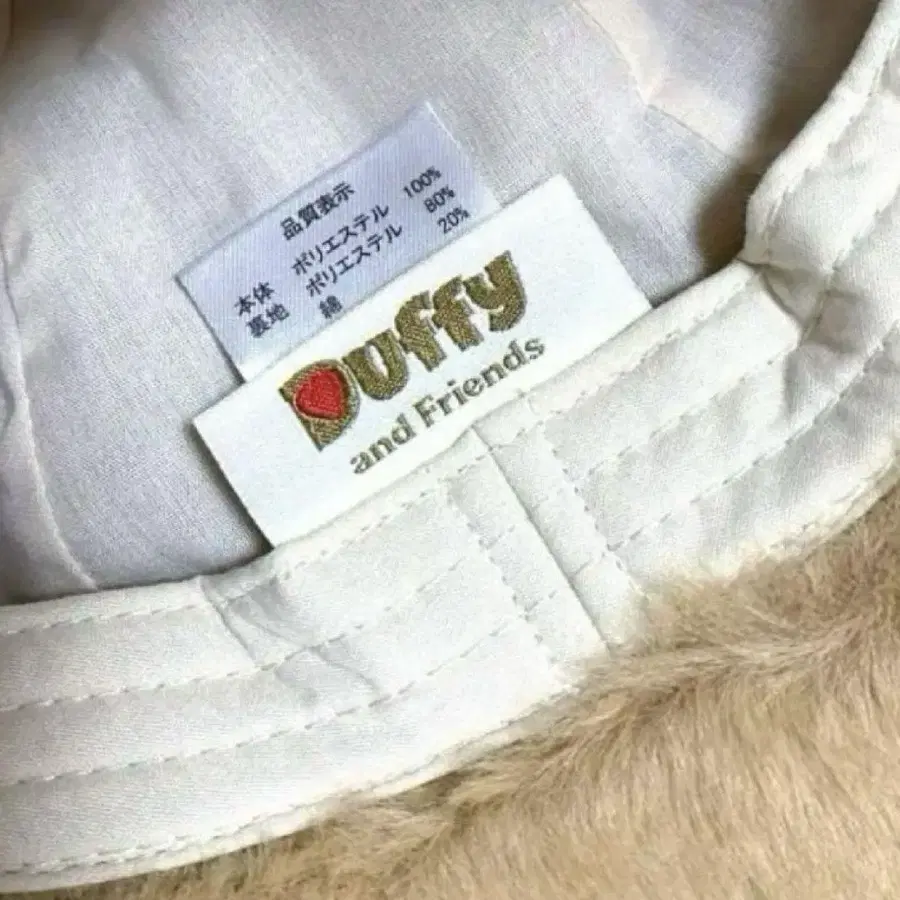 品質表示
本体 ポリエステル 100%
裏地 ポリエステル 80%
綿 20%
Duffy
and Friends